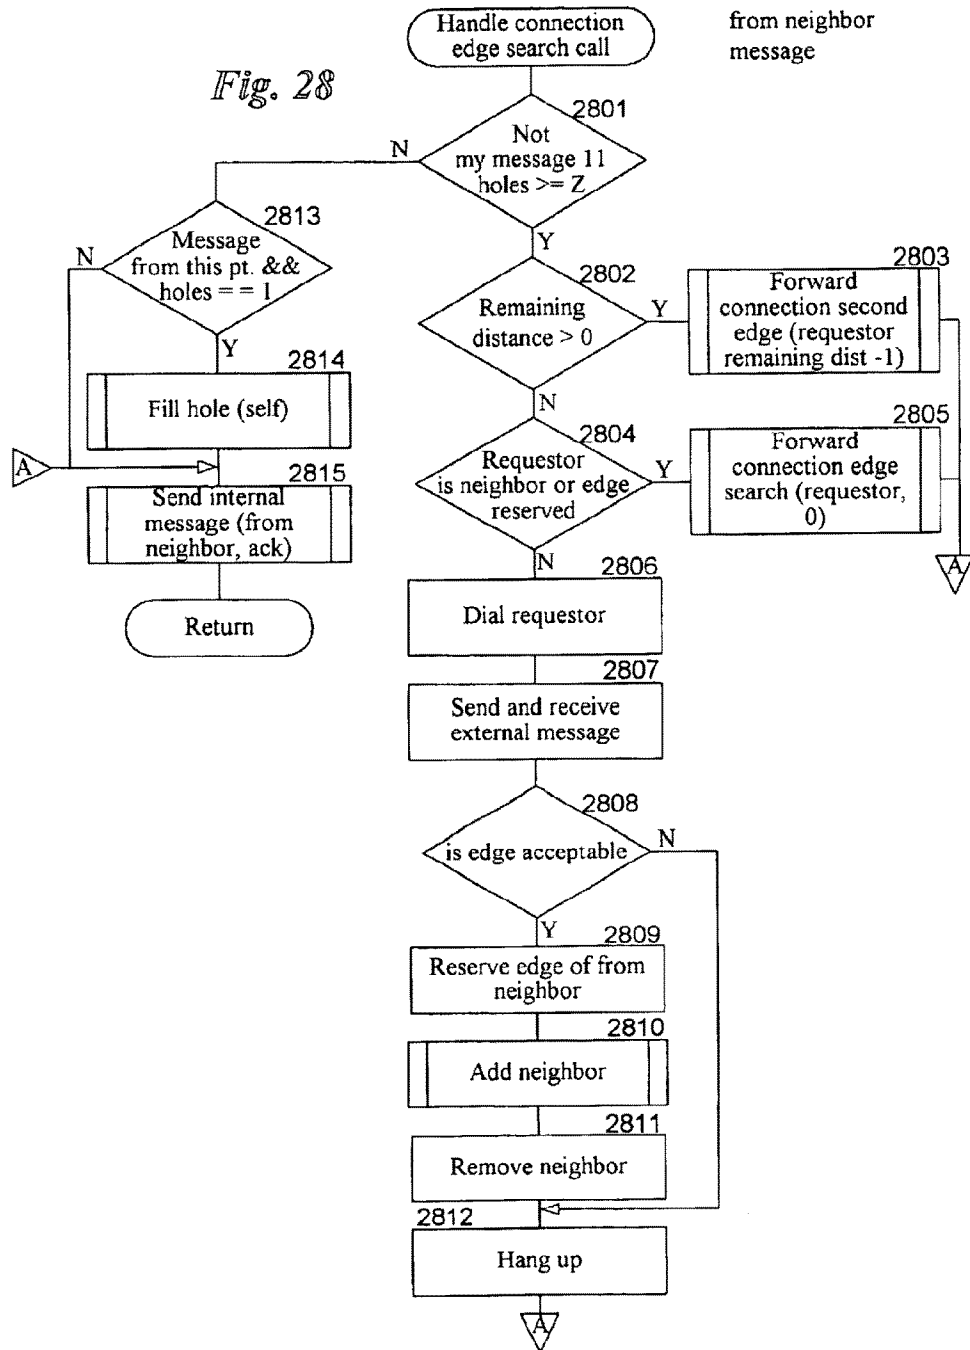 Handle connection
edge search call
from neighbor
message
Fig. 28
2801
Not
my message 11
holes >= Z
N
Y
2813
Message
from this pt. &&
holes = = 1
N
Y
2814
Fill hole (self)
A
2815
Send internal
message (from
neighbor, ack)
Return
2802
Remaining
distance > 0
Y
N
2803
Forward
connection second
edge (requestor
remaining dist -1)
2804
Requestor
is neighbor or edge
reserved
Y
N
2805
Forward
connection edge
search (requestor,
0)
A
2806
Dial requestor
2807
Send and receive
external message
2808
is edge acceptable
N
Y
2809
Reserve edge of from
neighbor
2810
Add neighbor
2811
Remove neighbor
2812
Hang up
A